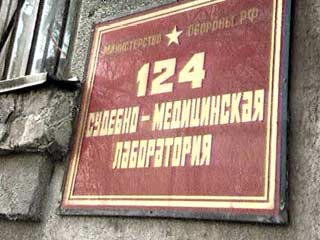 МИНИСТЕРСТВО ★ ОБОРОНЫ РФ
124
СУДЕБНО-МЕДИЦИНСКАЯ
ЛАБОРАТОРИЯ